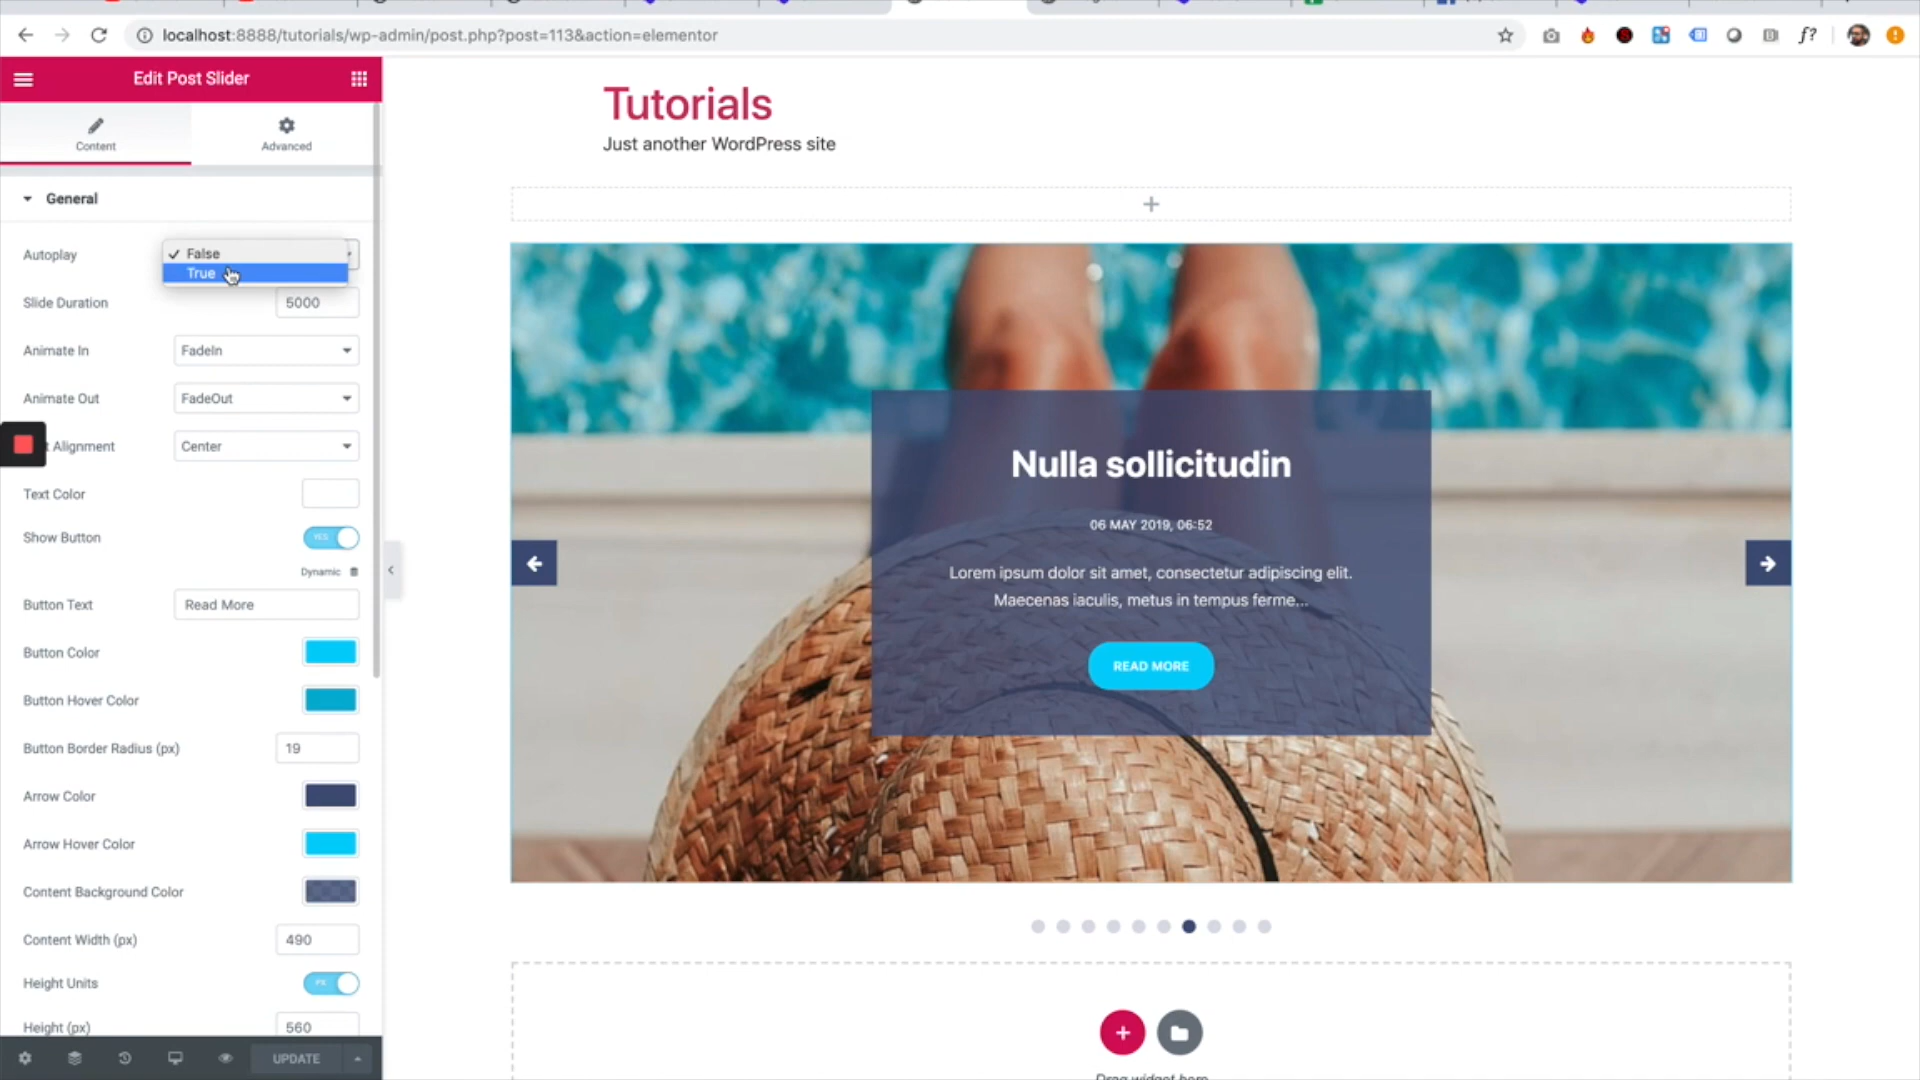 localhost:8888/tutorials/wp-admin/post.php?post=113&action=elementor
f?
Edit Post Slider
Content
Advanced
General
Autoplay
False
True
Slide Duration
5000
Animate In
FadeIn
Animate Out
FadeOut
Alignment
Center
Text Color
Show Button
YES
Dynamic
Button Text
Read More
Button Color
Button Hover Color
Button Border Radius (px)
19
Arrow Color
Arrow Hover Color
Content Background Color
Content Width (px)
490
Height Units
PX
Height (px)
560
UPDATE
Tutorials
Just another WordPress site
Nulla sollicitudin
06 MAY 2019, 06:52
Lorem ipsum dolor sit amet, consectetur adipiscing elit.
Maecenas iaculis, metus in tempus ferme...
READ MORE
Drag widget here